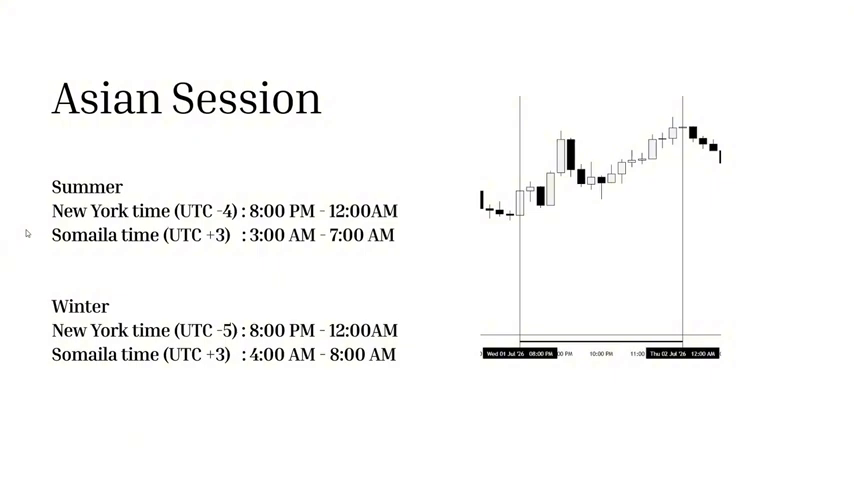 Asian Session
Summer
New York time (UTC -4) : 8:00 PM - 12:00AM
Somaila time (UTC +3) : 3:00 AM - 7:00 AM
Winter
New York time (UTC -5) : 8:00 PM - 12:00AM
Somaila time (UTC +3) : 4:00 AM - 8:00 AM
Wed 01 Jul '26 08:00 PM 10:00 PM 11:00 Thu 02 Jul '26 12:00 AM